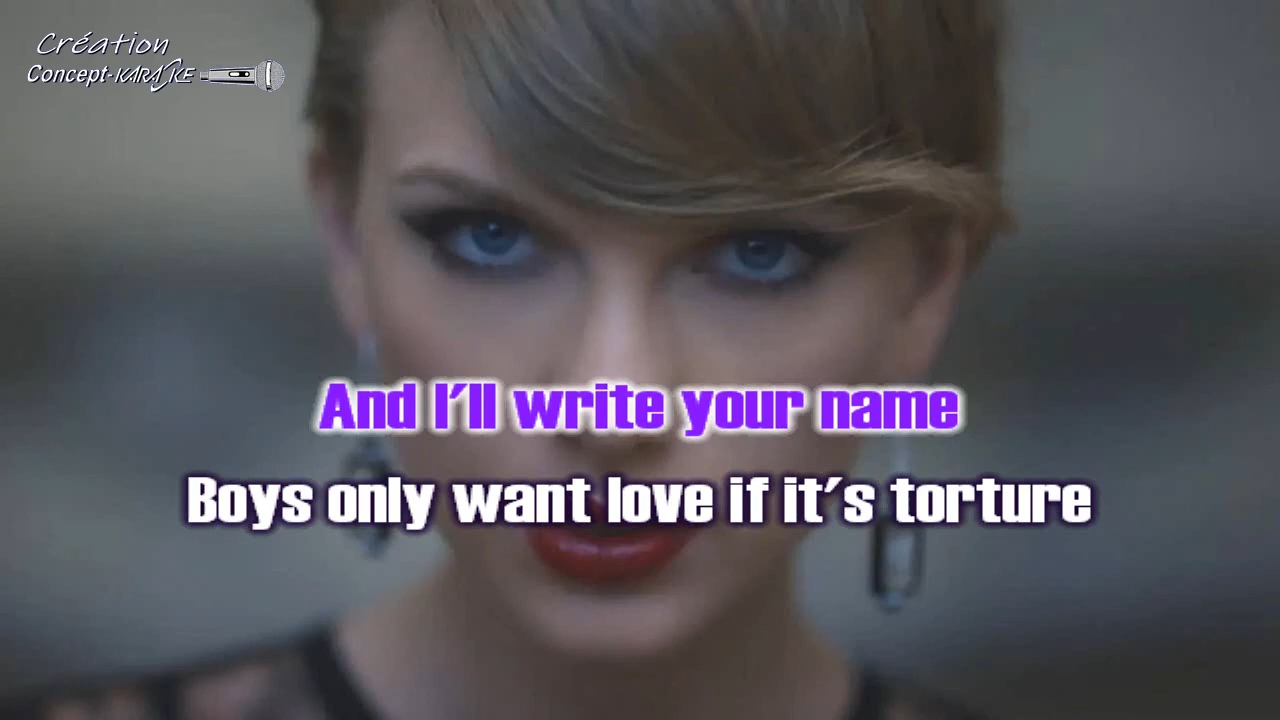 Création
Concept-KARAOKE
And I'll write your name
Boys only want love if it's torture